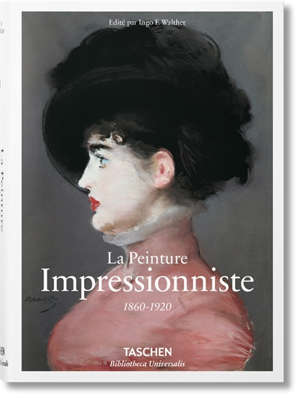 Edité par Ingo F. Walther
La Peinture
Impressionniste
1860-1920
TASCHEN
Bibliotheca Universalis